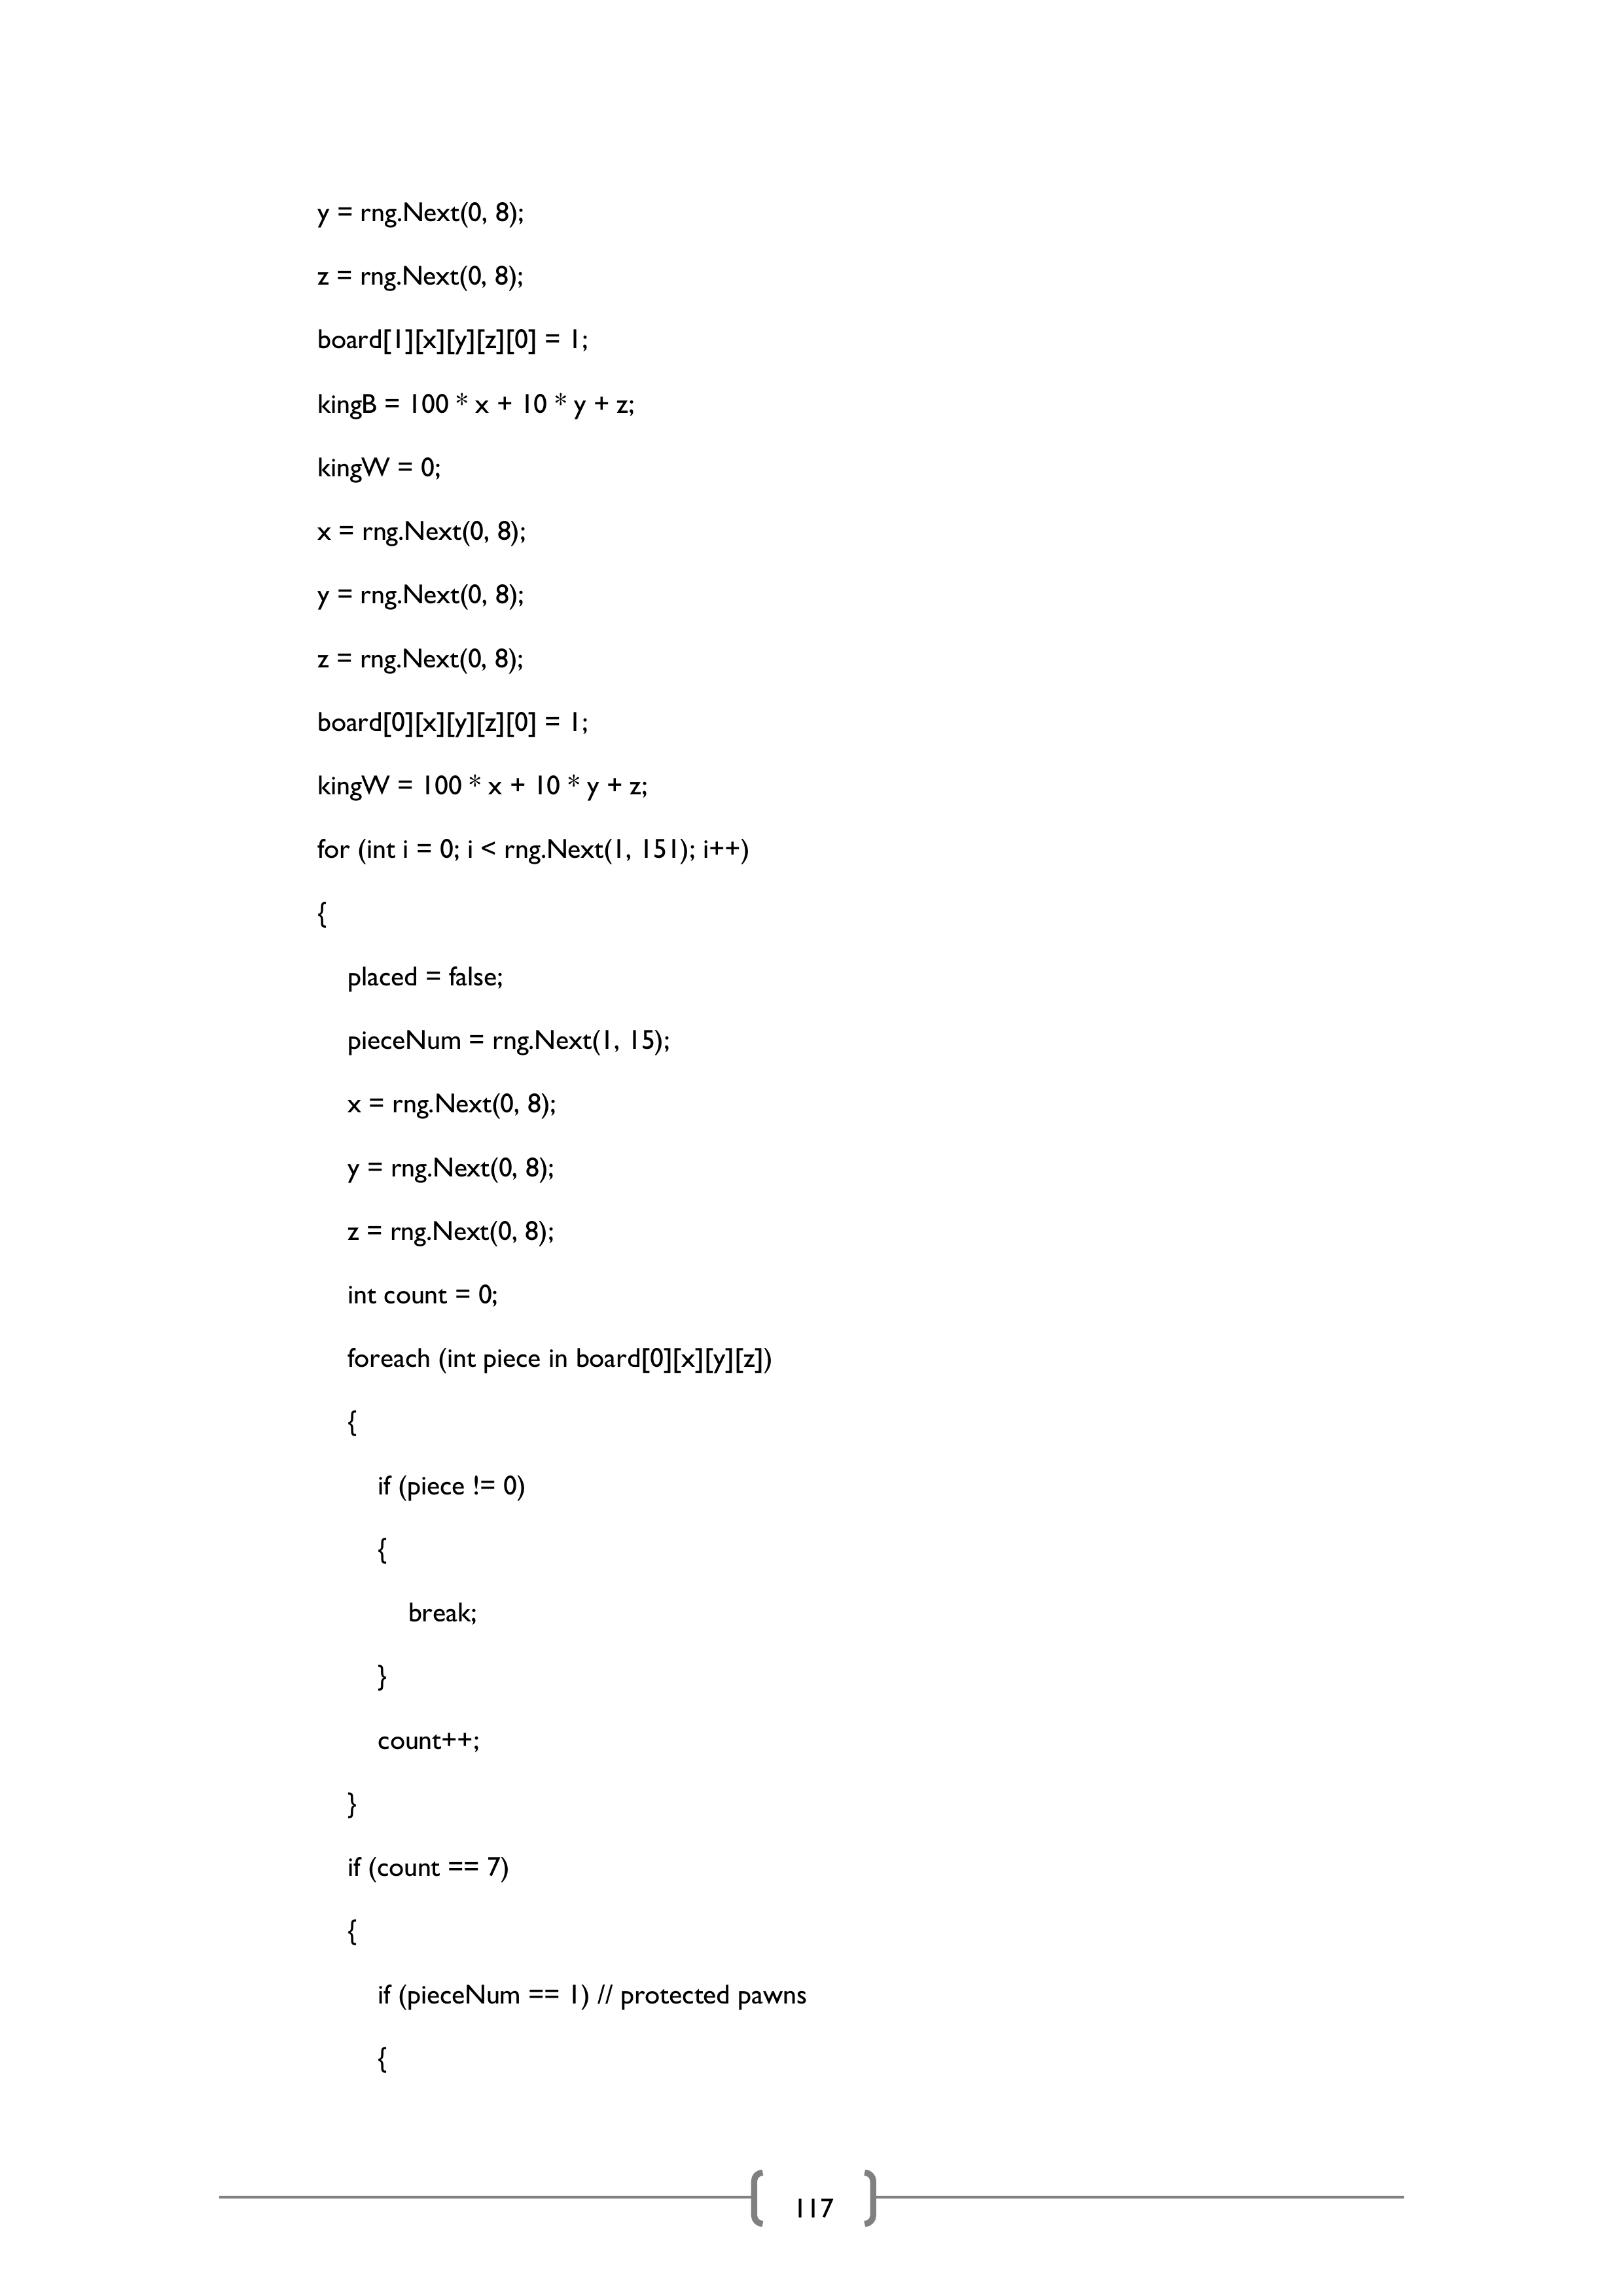 y = rng.Next(0, 8);
z = rng.Next(0, 8);
board[1][x][y][z][0] = 1;
kingB = 100 * x + 10 * y + z;
kingW = 0;
x = rng.Next(0, 8);
y = rng.Next(0, 8);
z = rng.Next(0, 8);
board[0][x][y][z][0] = 1;
kingW = 100 * x + 10 * y + z;
for (int i = 0; i < rng.Next(1, 151); i++)
{
placed = false;
pieceNum = rng.Next(1, 15);
x = rng.Next(0, 8);
y = rng.Next(0, 8);
z = rng.Next(0, 8);
int count = 0;
foreach (int piece in board[0][x][y][z])
{
if (piece != 0)
{
break;
}
count++;
}
if (count == 7)
{
if (pieceNum == 1) // protected pawns
{
117